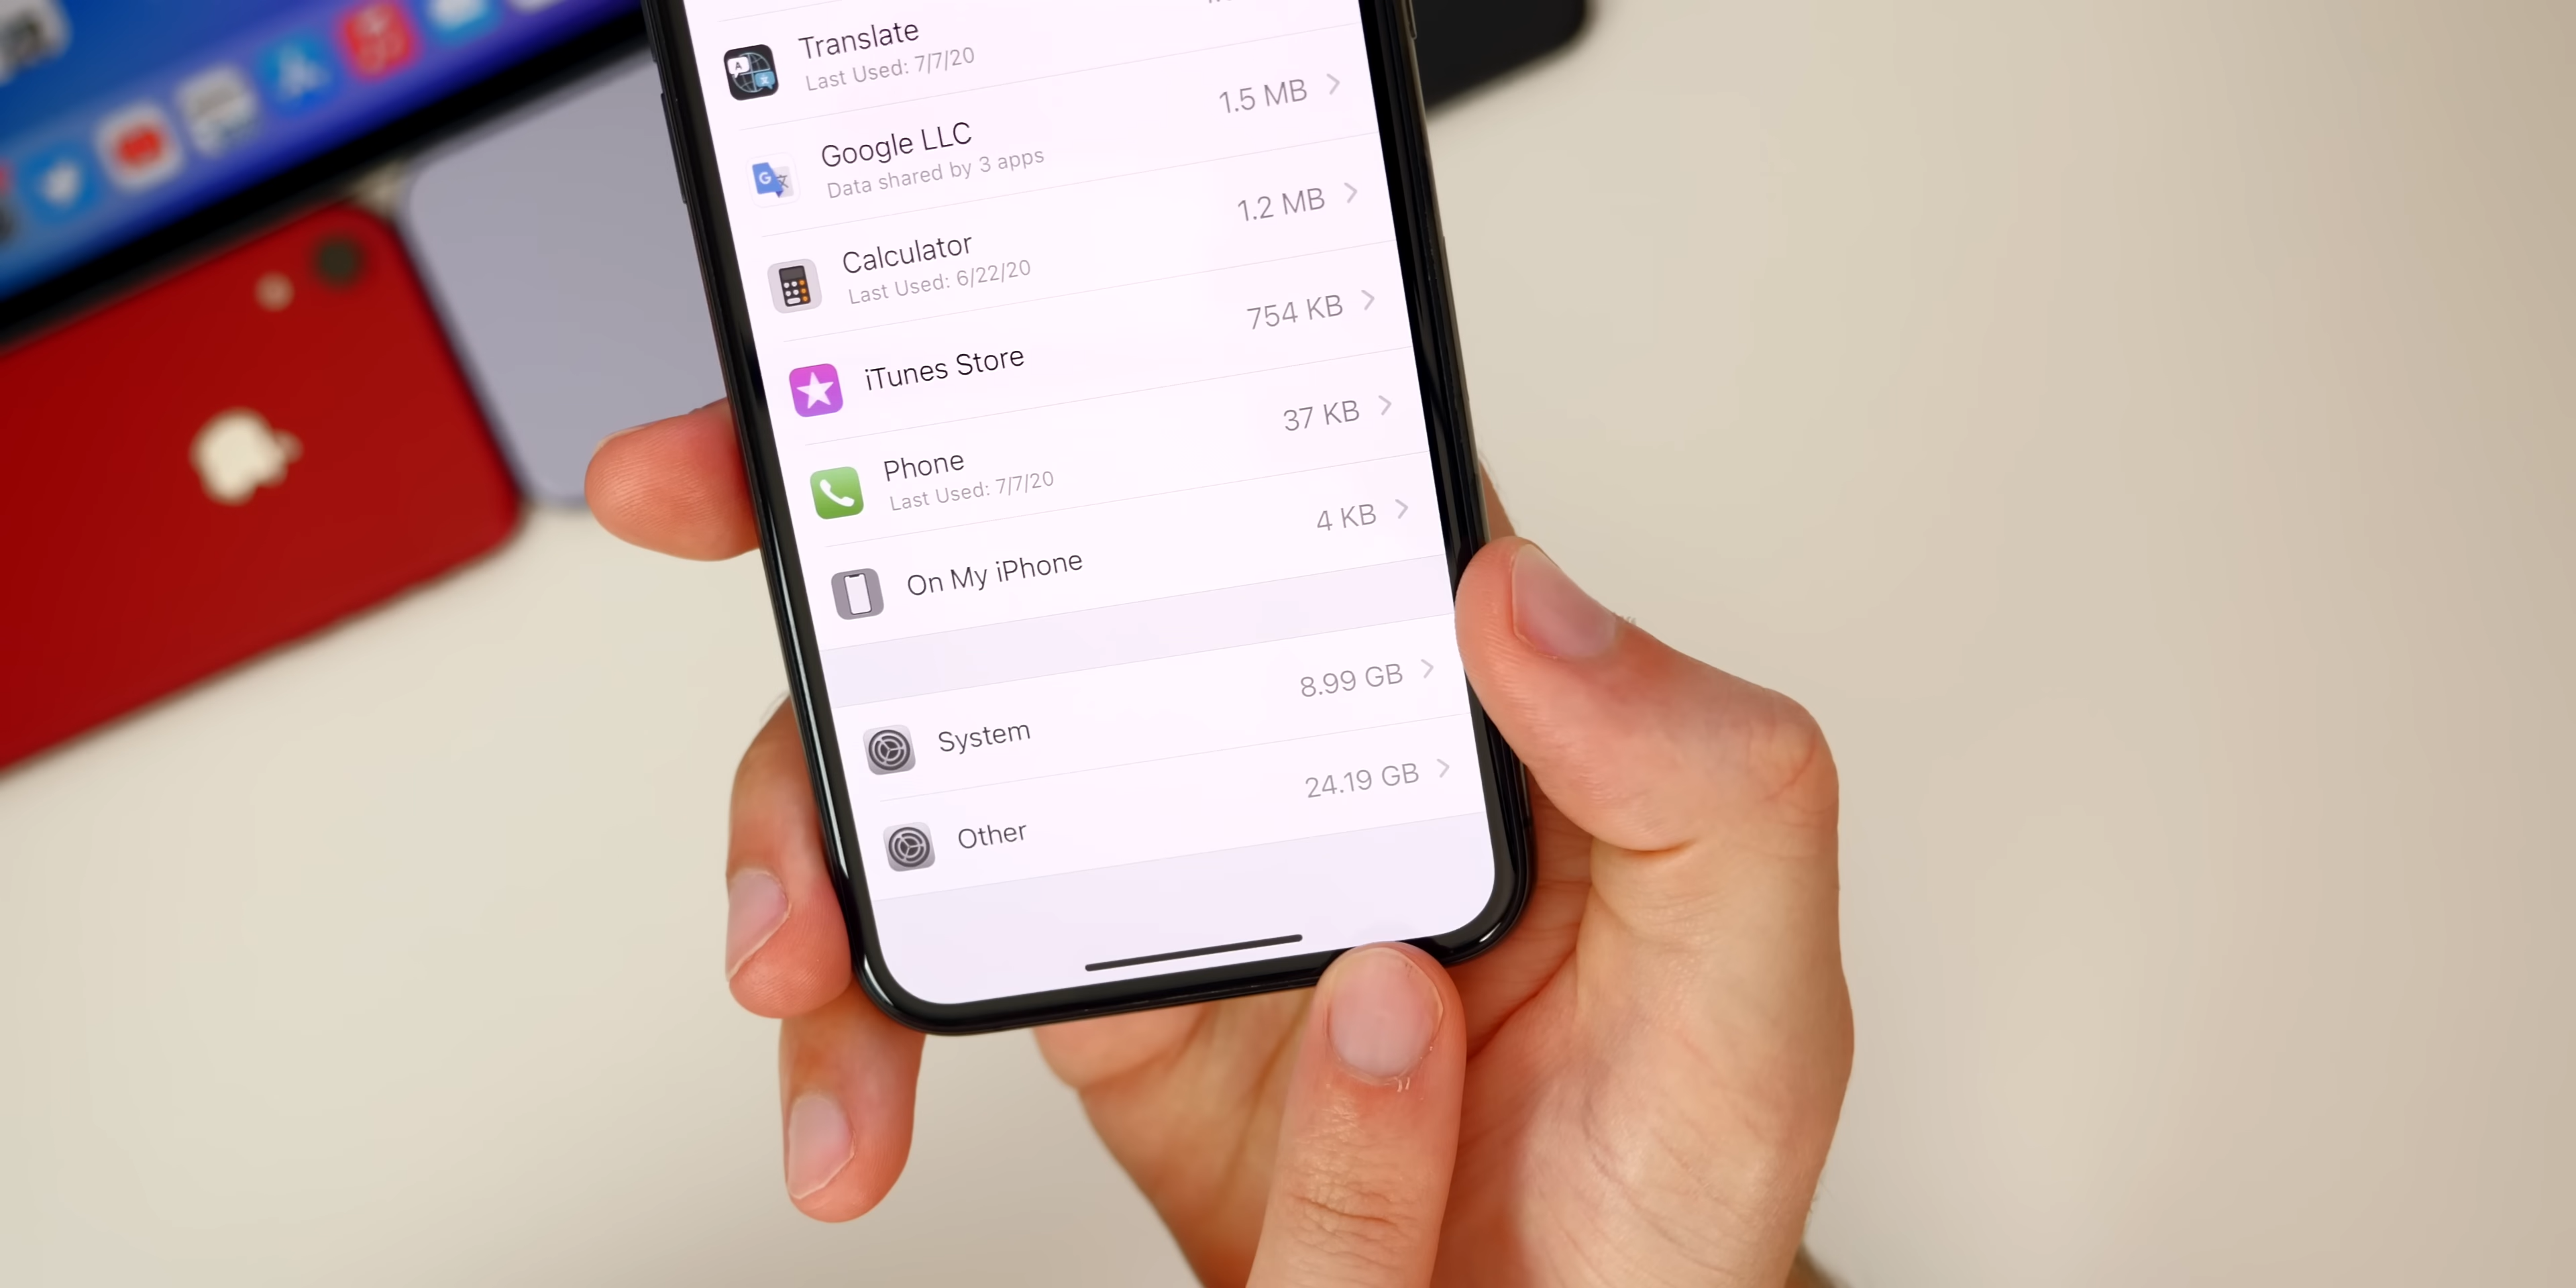 Translate
Last Used: 7/7/20
Google LLC
Data shared by 3 apps
1.5 MB
Calculator
Last Used: 6/22/20
1.2 MB
iTunes Store
754 KB
Phone
Last Used: 7/7/20
37 KB
On My iPhone
4 KB
System
8.99 GB
Other
24.19 GB